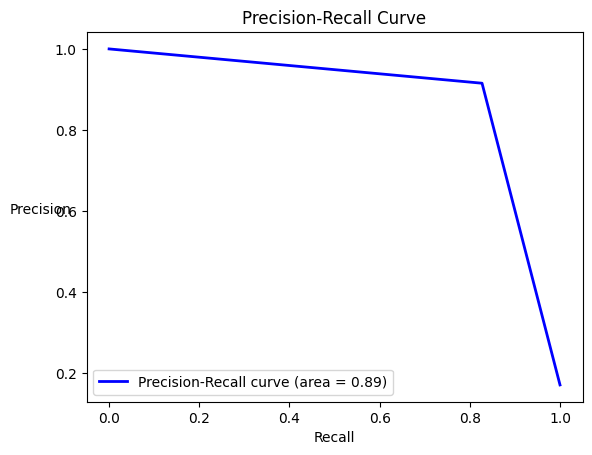 Precision-Recall Curve
1.0
0.8
Precision
0.6
0.4
0.2
Precision-Recall curve (area = 0.89)
0.0 0.2 0.4 0.6 0.8 1.0
Recall